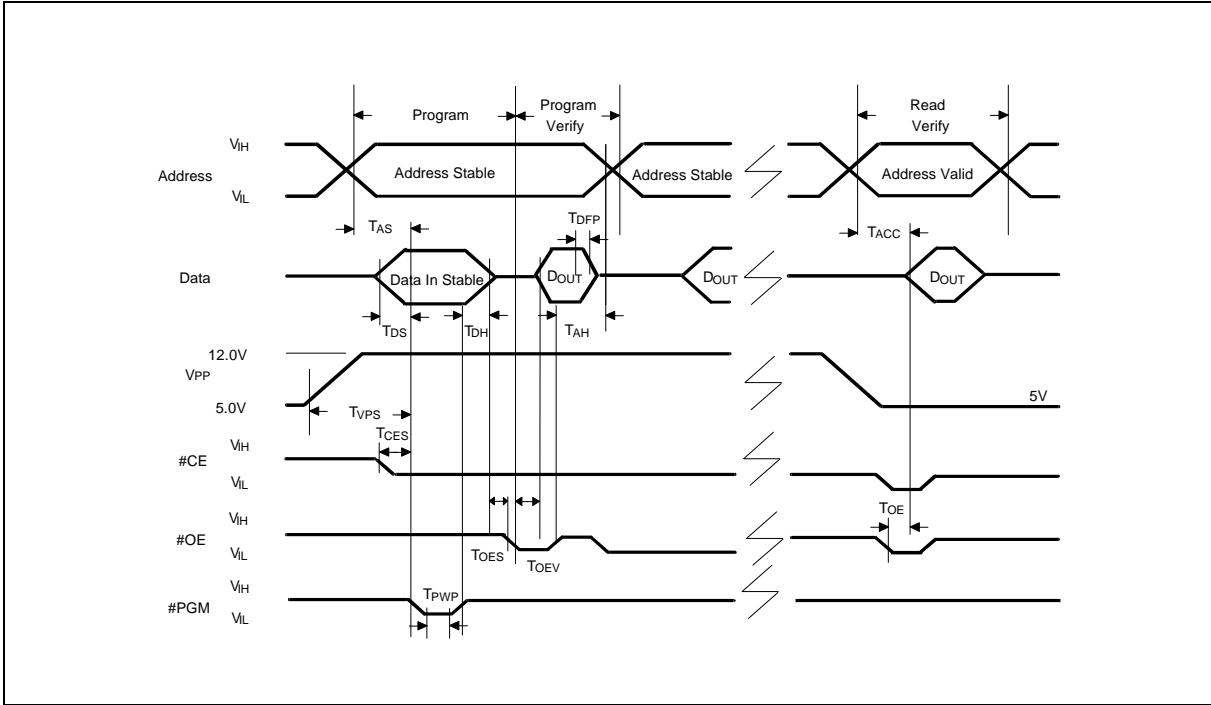 Program
Program
Verify
Read
Verify
VIH
Address
VIL
Address Stable
Address Stable
Address Valid
TAS
TDFP
TACC
Data
Data In Stable
DOUT
DOUT
DOUT
TDS
TDH
TAH
12.0V
VPP
5.0V
5V
TVPS
TCES
VIH
#CE
VIL
TOE
VIH
#OE
VIL
TOES
TOEV
VIH
#PGM
VIL
TPWP